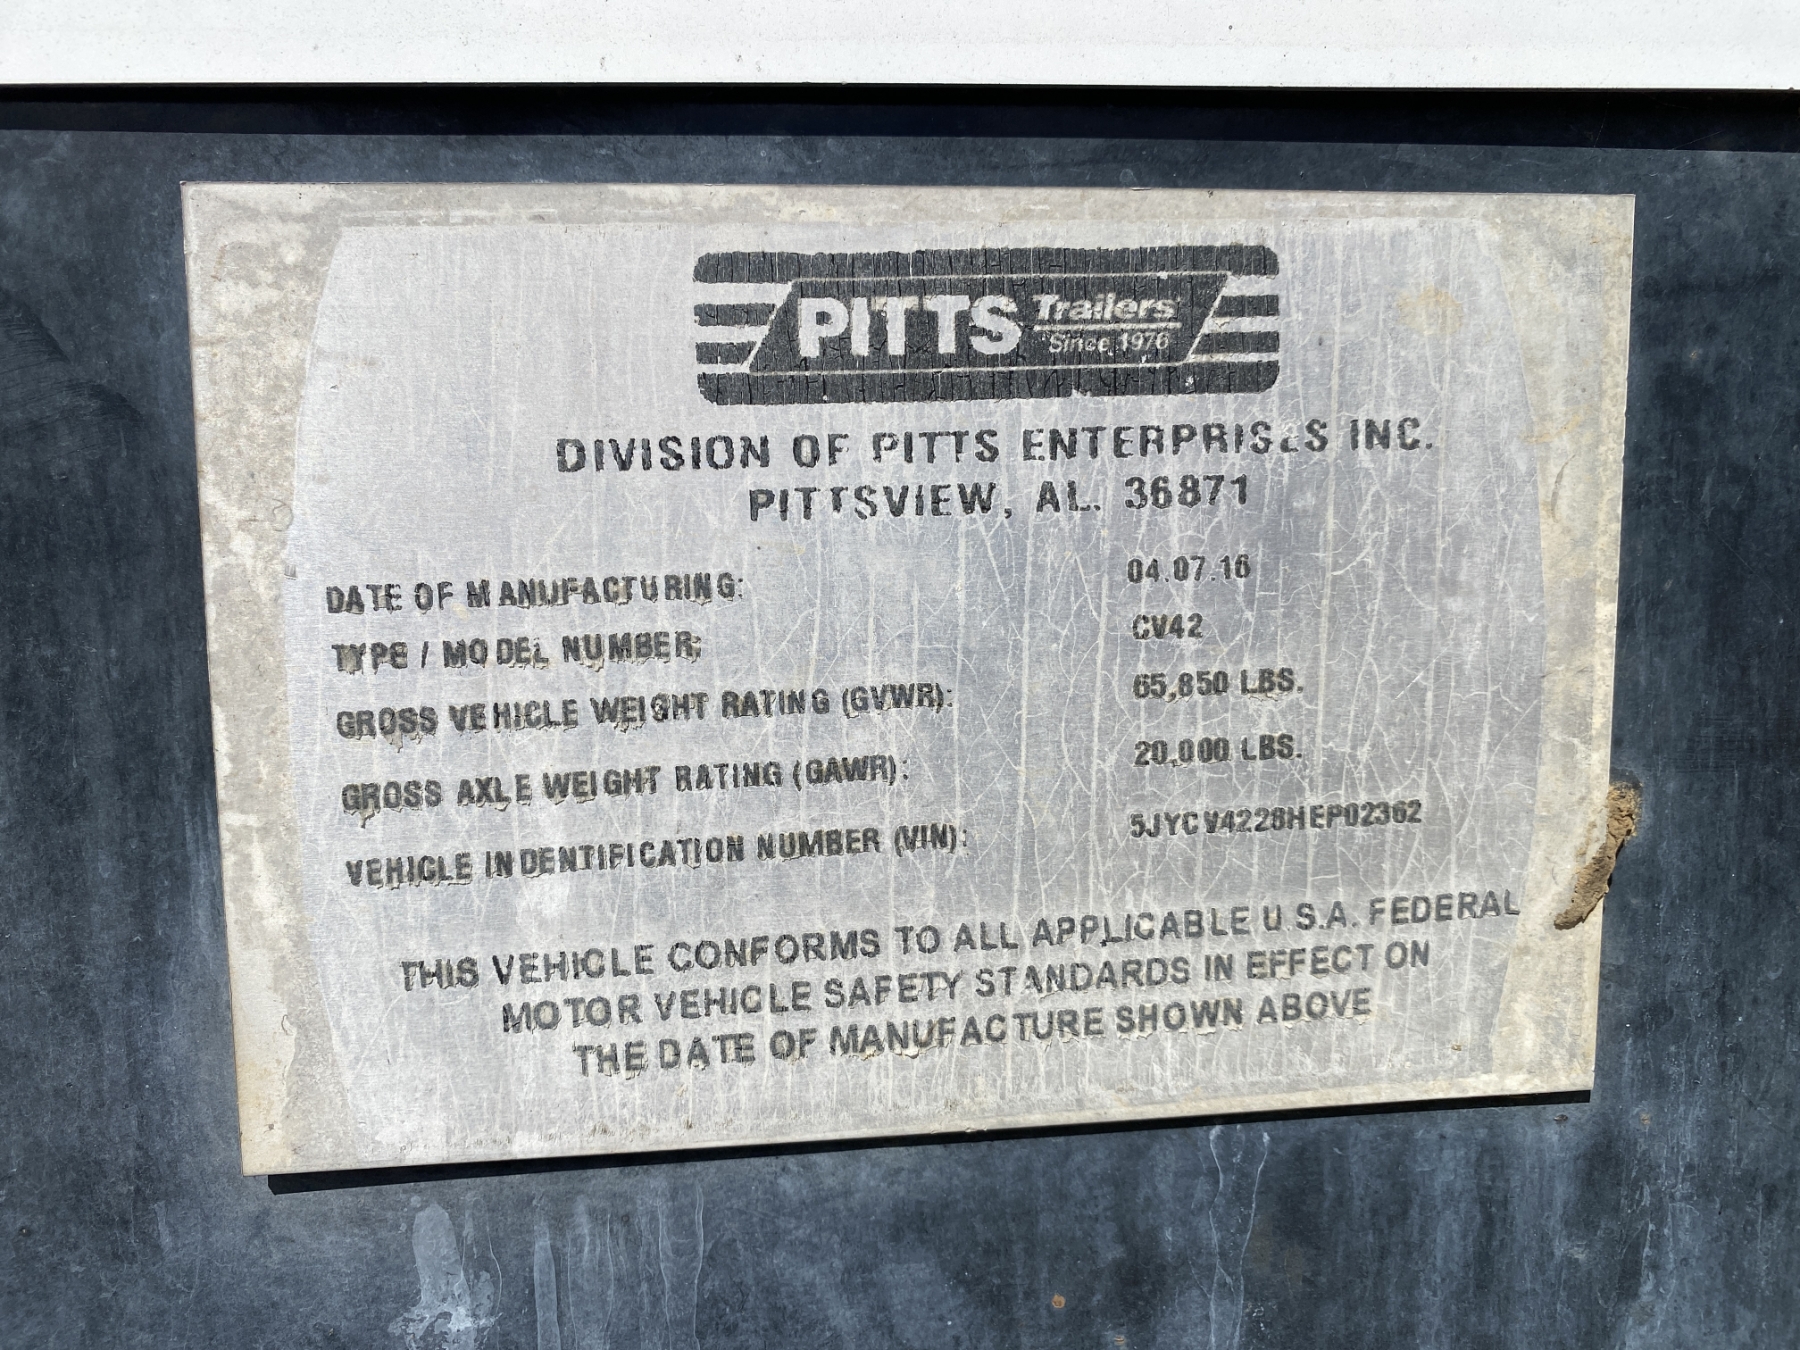 PITTS Trailers
Since 1976
DIVISION OF PITTS ENTERPRISES INC.
PITTSVIEW, AL. 36871
DATE OF MANUFACTURING: 04.07.16
TYPE / MODEL NUMBER: CV42
GROSS VEHICLE WEIGHT RATING (GVWR): 65,850 LBS.
GROSS AXLE WEIGHT RATING (GAWR): 20,000 LBS.
VEHICLE INDENTIFICATION NUMBER (VIN): 5JYCV4228HEP02362
THIS VEHICLE CONFORMS TO ALL APPLICABLE U.S.A. FEDERAL
MOTOR VEHICLE SAFETY STANDARDS IN EFFECT ON
THE DATE OF MANUFACTURE SHOWN ABOVE